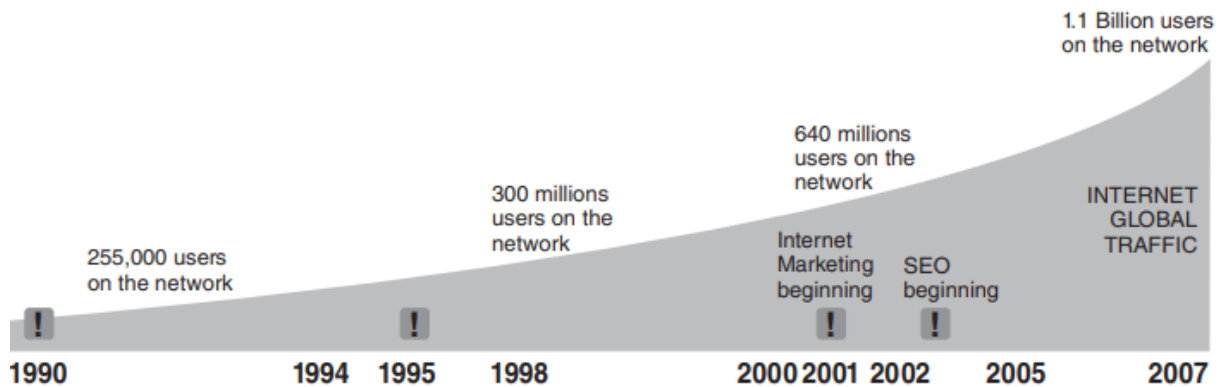 1.1 Billion users
on the network
640 millions
users on the
network
300 millions
users on the
network
INTERNET
GLOBAL
TRAFFIC
Internet
Marketing
beginning
SEO
beginning
255,000 users
on the network
! ! ! !
1990 1994 1995 1998 2000 2001 2002 2005 2007